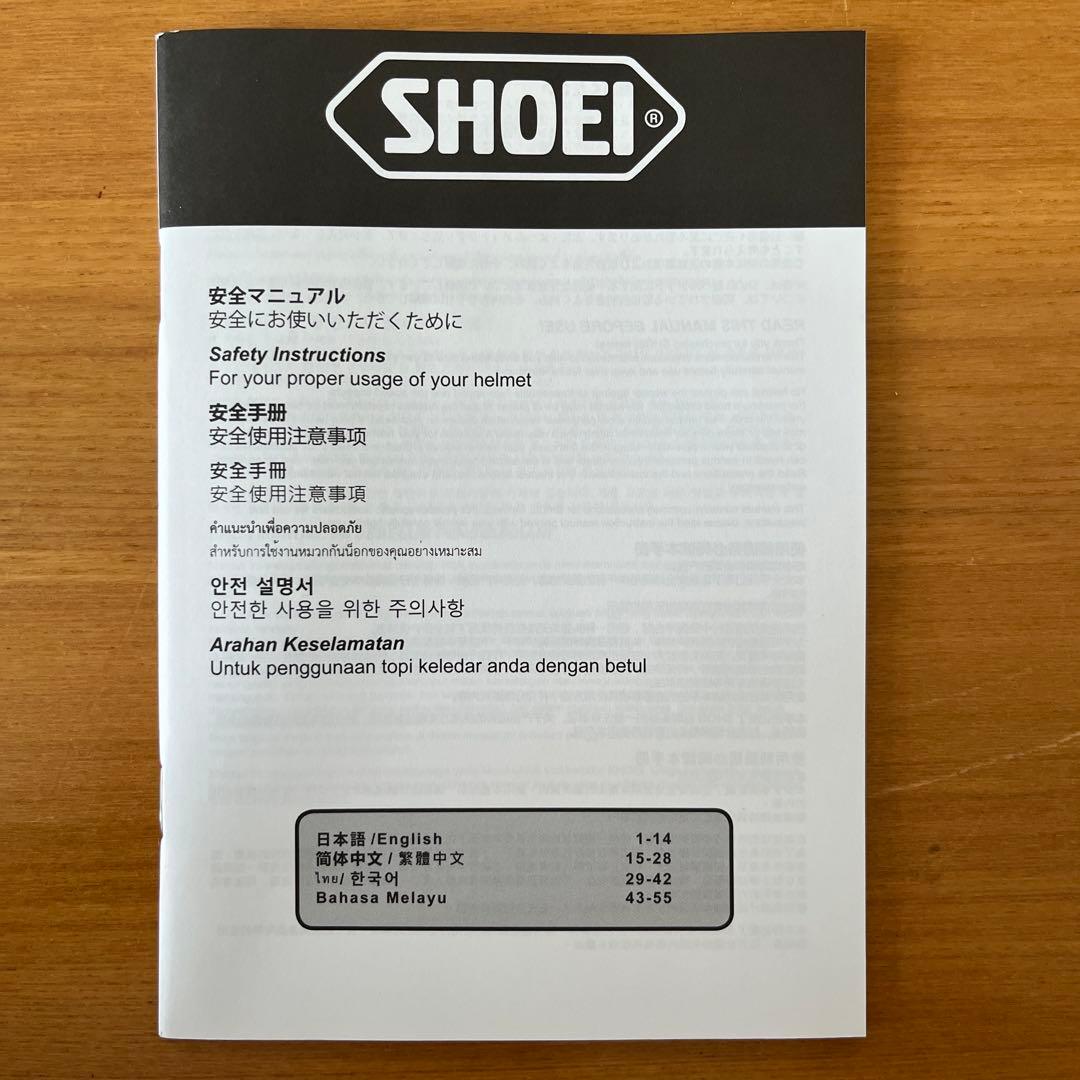 SHOEI®
安全マニュアル
安全にお使いいただくために
Safety Instructions
For your proper usage of your helmet
安全手册
安全使用注意事项
安全手冊
安全使用注意事項
คำแนะนำเพื่อความปลอดภัย
สำหรับการใช้งานหมวกกันน็อกของคุณอย่างเหมาะสม
안전 설명서
안전한 사용을 위한 주의사항
Arahan Keselamatan
Untuk penggunaan topi keledar anda dengan betul
日本語 /English 1-14
简体中文 / 繁體中文 15-28
ไทย/ 한국어 29-42
Bahasa Melayu 43-55